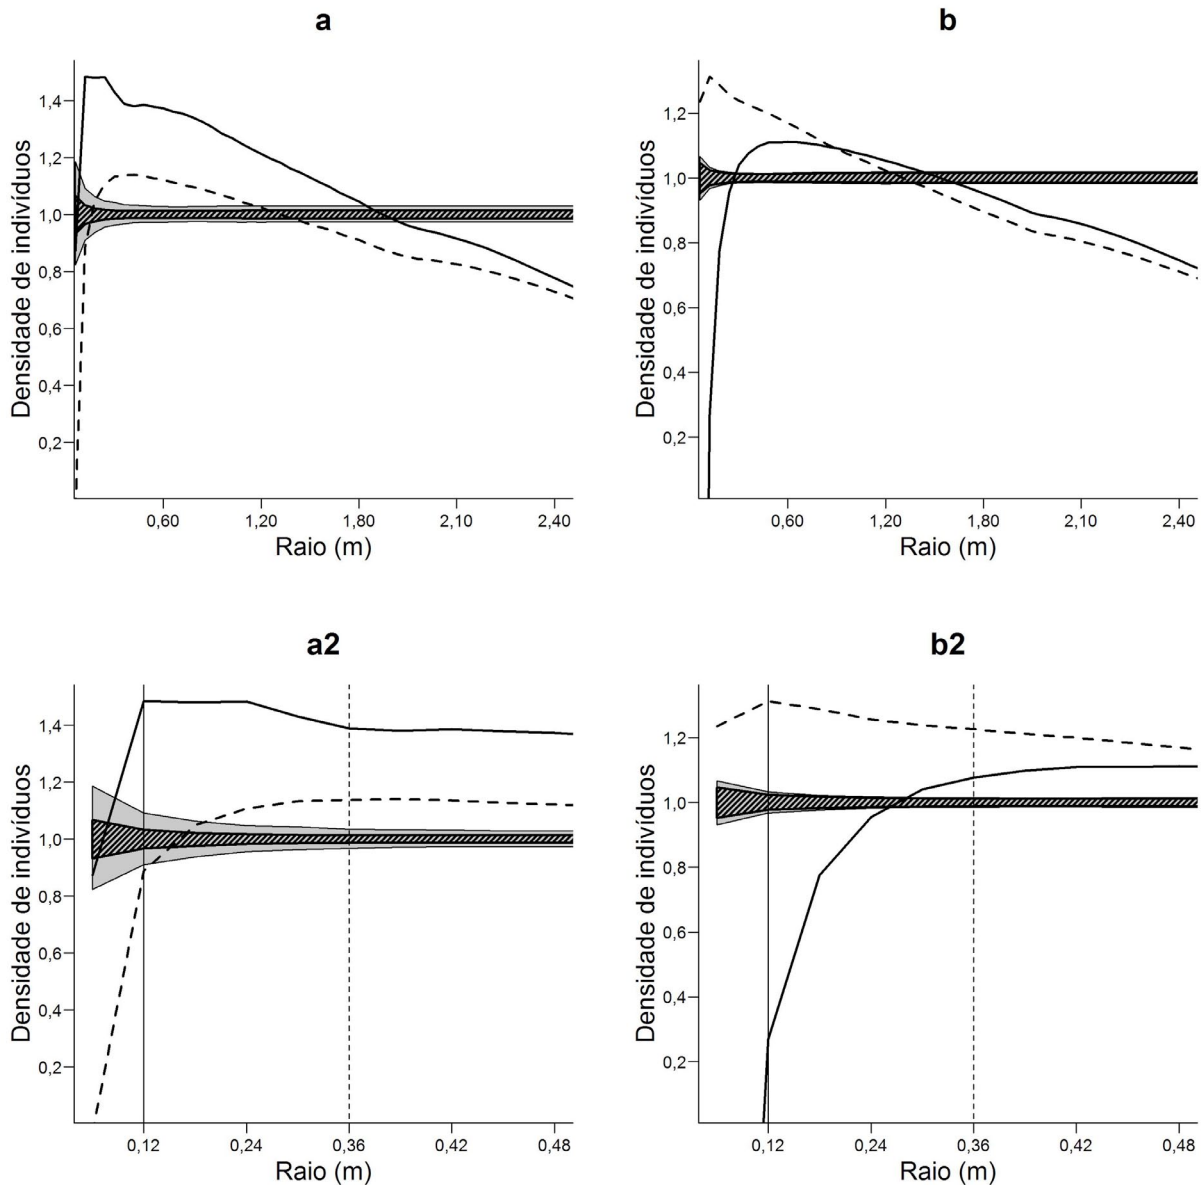 a
Densidade de indivíduos
1,4
1,2
1,0
0,8
0,6
0,4
0,2
0,60 1,20 1,80 2,10 2,40
Raio (m)
b
Densidade de indivíduos
1,2
1,0
0,8
0,6
0,4
0,2
0,60 1,20 1,80 2,10 2,40
Raio (m)
a2
Densidade de indivíduos
1,4
1,2
1,0
0,8
0,6
0,4
0,2
0,12 0,24 0,36 0,42 0,48
Raio (m)
b2
Densidade de indivíduos
1,2
1,0
0,8
0,6
0,4
0,2
0,12 0,24 0,36 0,42 0,48
Raio (m)